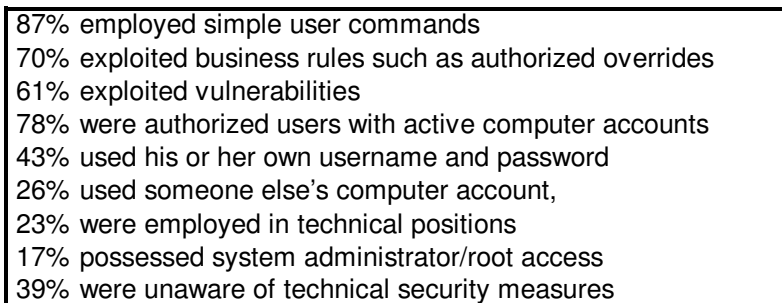 87% employed simple user commands
70% exploited business rules such as authorized overrides
61% exploited vulnerabilities
78% were authorized users with active computer accounts
43% used his or her own username and password
26% used someone else's computer account,
23% were employed in technical positions
17% possessed system administrator/root access
39% were unaware of technical security measures